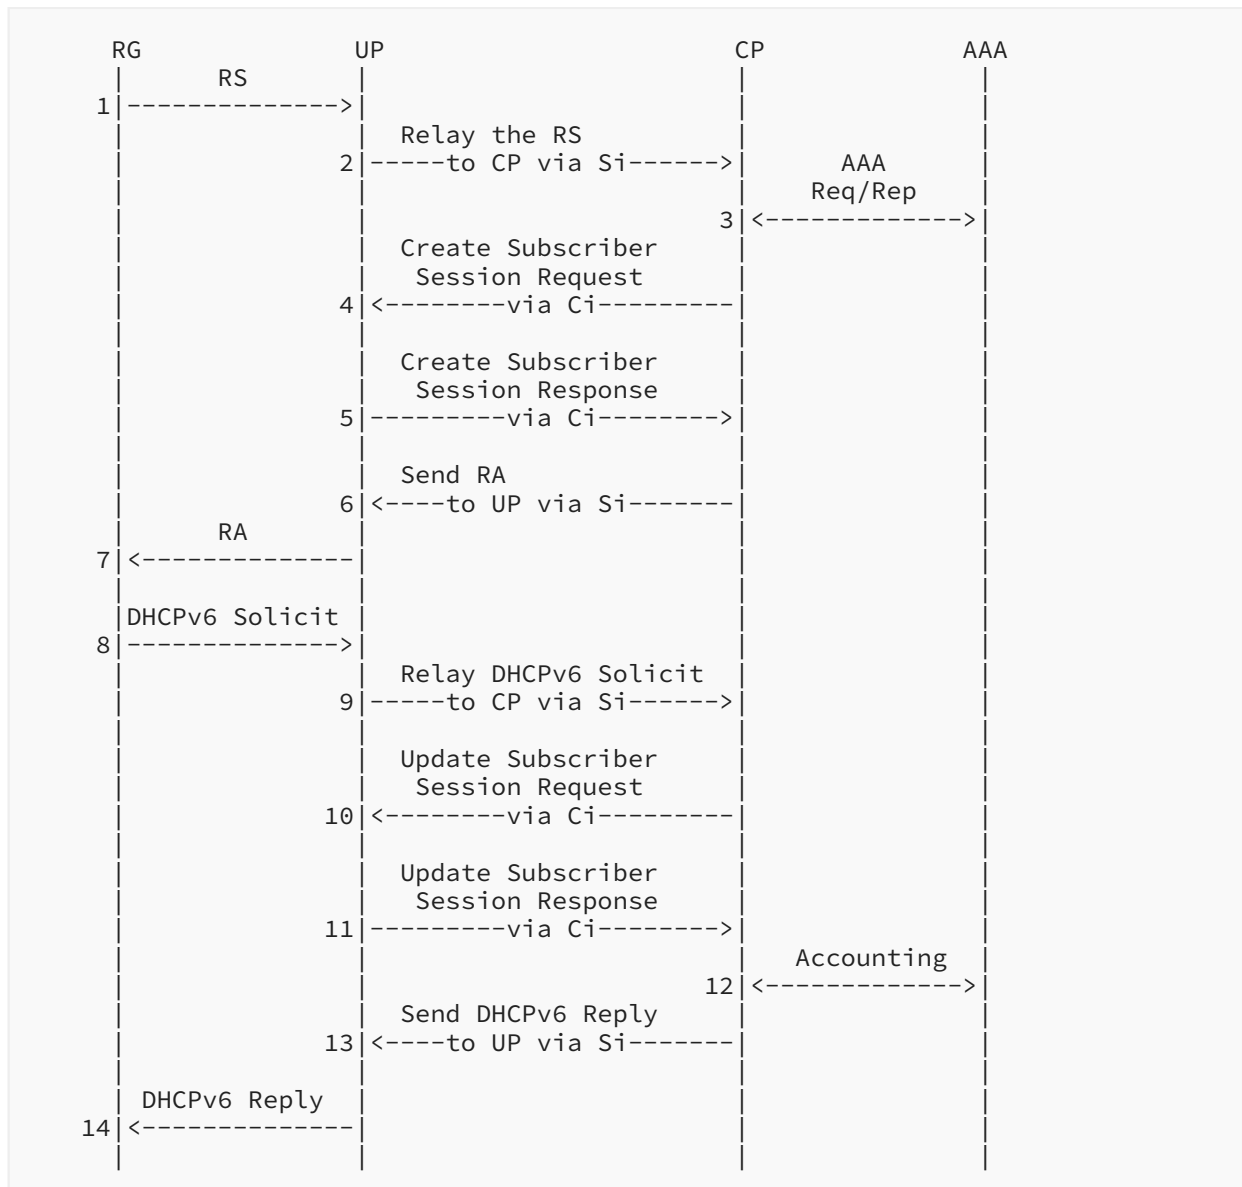 RG UP CP AAA
RS
1|-------------->|
Relay the RS
2|-----to CP via Si------>| AAA
Req/Rep
3|<------------->|
Create Subscriber
Session Request
4|<--------via Ci---------|
Create Subscriber
Session Response
5|---------via Ci-------->|
Send RA
6|<----to UP via Si-------|
RA
7|<--------------|
DHCPv6 Solicit
8|-------------->|
Relay DHCPv6 Solicit
9|-----to CP via Si------>|
Update Subscriber
Session Request
10|<--------via Ci---------|
Update Subscriber
Session Response
11|---------via Ci-------->|
Accounting
12|<------------->|
Send DHCPv6 Reply
13|<----to UP via Si-------|
DHCPv6 Reply
14|<--------------|